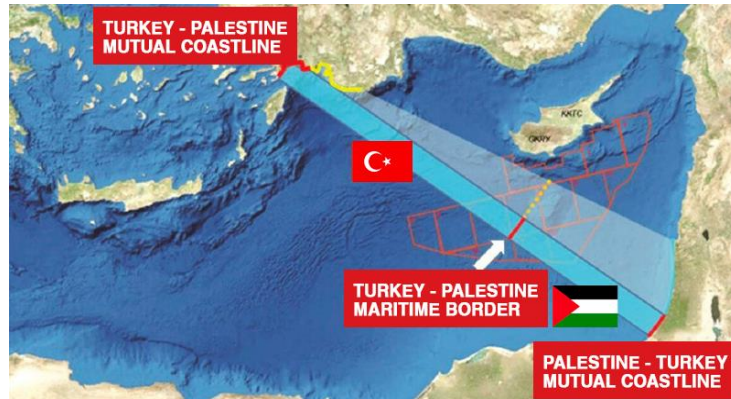 TURKEY - PALESTINE
MUTUAL COASTLINE
KKTC
GKRY
TURKEY - PALESTINE
MARITIME BORDER
PALESTINE - TURKEY
MUTUAL COASTLINE